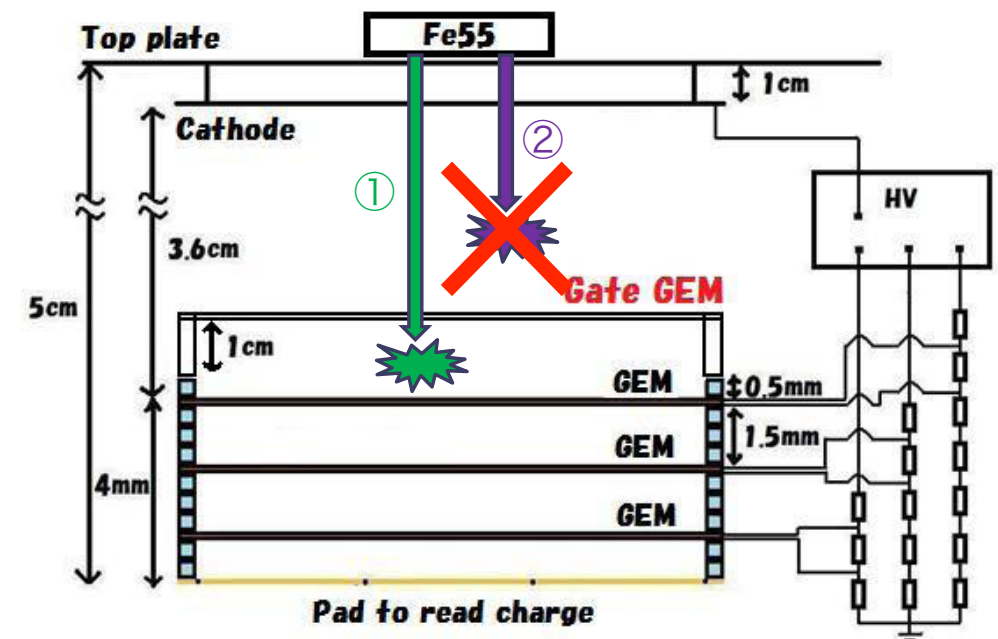 Fe55
Top plate
1cm
Cathode
②
①
HV
3.6cm
Gate GEM
5cm
1cm
GEM
0.5mm
GEM
1.5mm
4mm
GEM
Pad to read charge